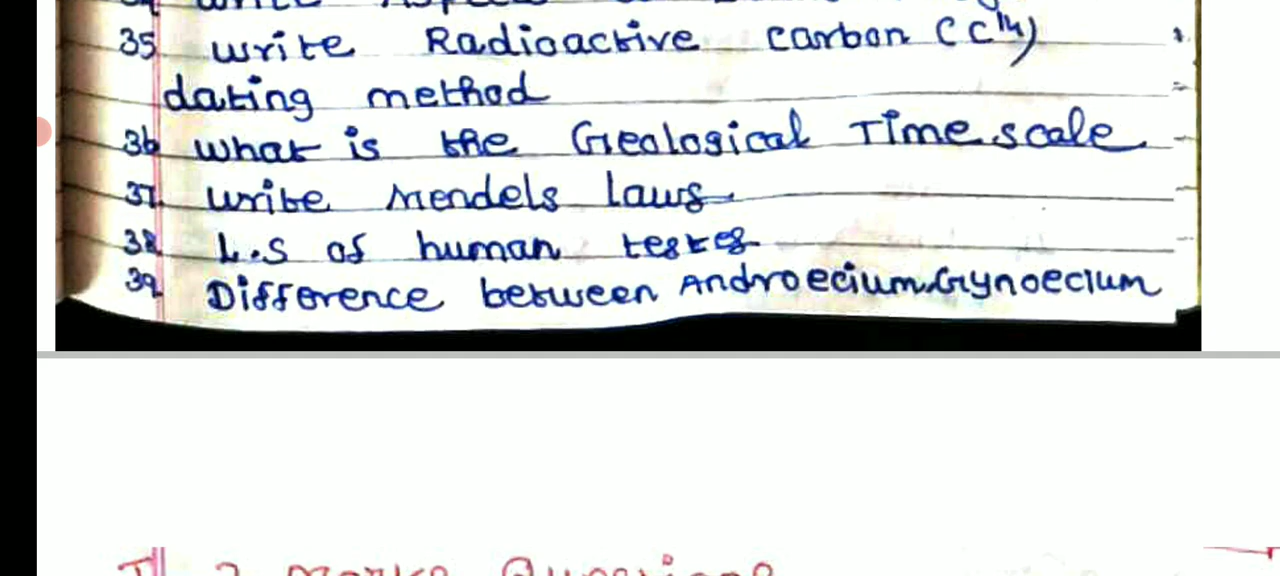 35 write Radioactive carbon (C14)
dating method
36 what is the Geological Time scale
37. write Mendels laws
38. L.S of human testes
39. Difference between Androecium, Gynoecium